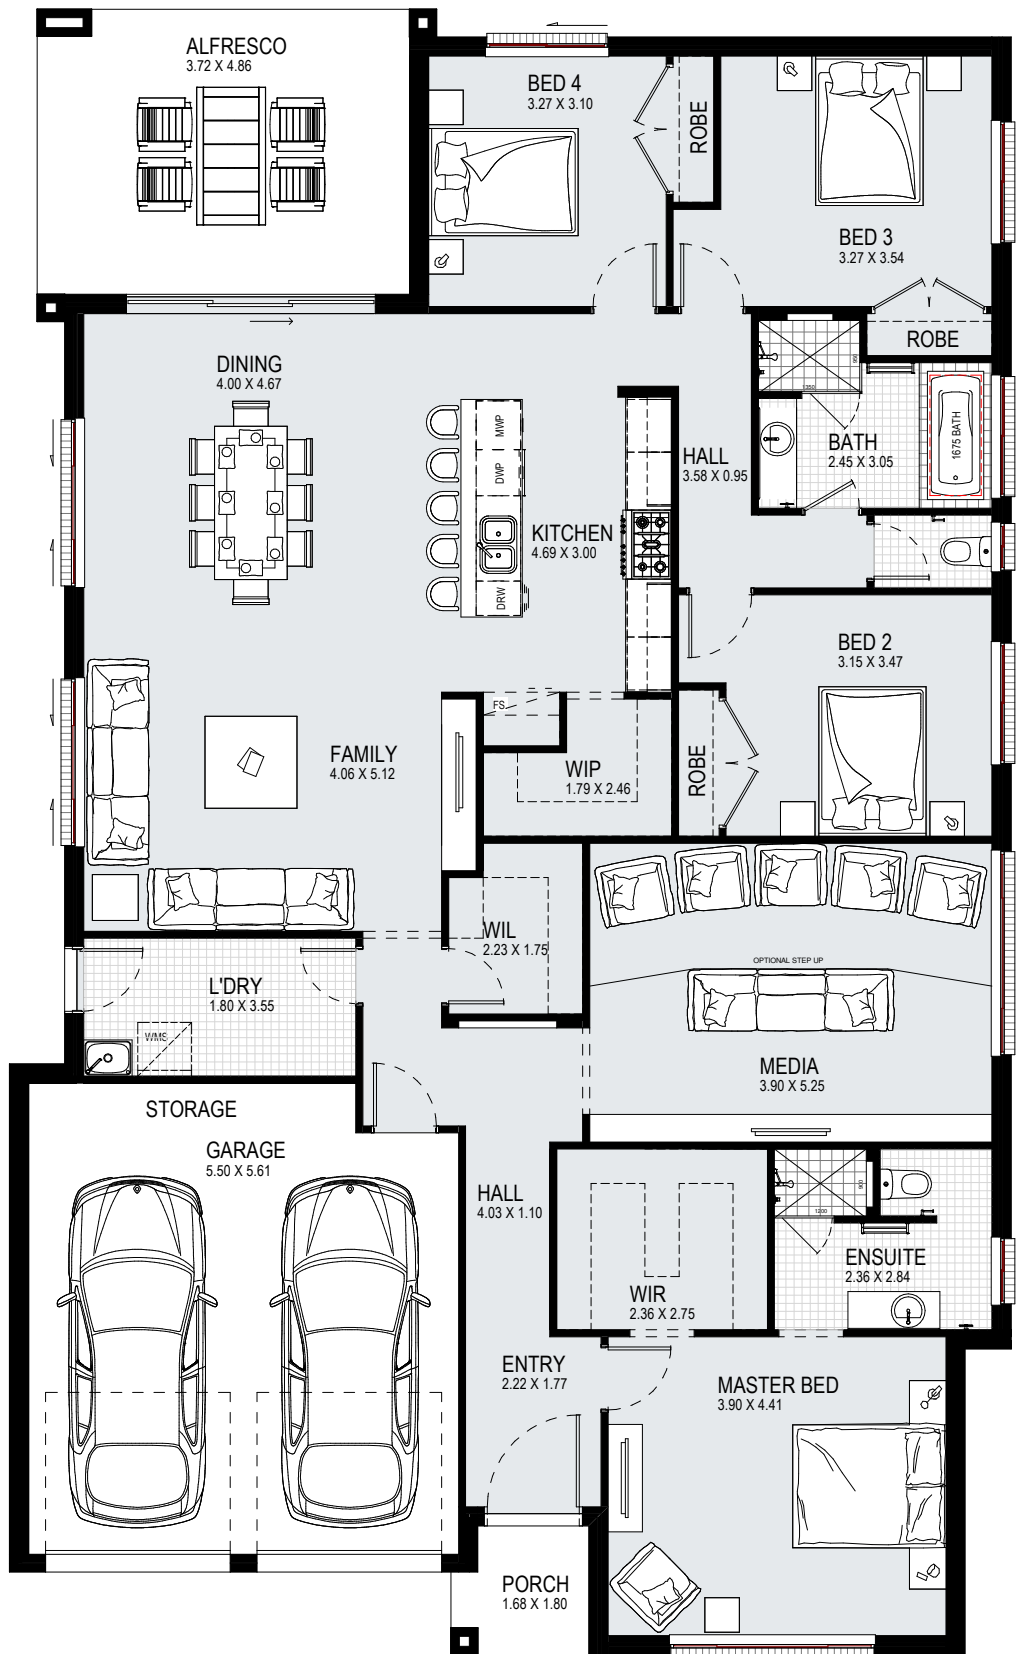 ALFRESCO
3.72 X 4.86
BED 4
3.27 X 3.10
ROBE
BED 3
3.27 X 3.54
ROBE
DINING
4.00 X 4.67
MWP
DWP
DRW
KITCHEN
4.69 X 3.00
HALL
3.58 X 0.95
1350
950
BATH
2.45 X 3.05
1675 BATH
BED 2
3.15 X 3.47
ROBE
FS.
FAMILY
4.06 X 5.12
WIP
1.79 X 2.46
WIL
2.23 X 1.75
OPTIONAL STEP UP
L'DRY
1.80 X 3.55
WMS
MEDIA
3.90 X 5.25
STORAGE
GARAGE
5.50 X 5.61
HALL
4.03 X 1.10
1200
900
ENSUITE
2.36 X 2.84
WIR
2.36 X 2.75
ENTRY
2.22 X 1.77
MASTER BED
3.90 X 4.41
PORCH
1.68 X 1.80